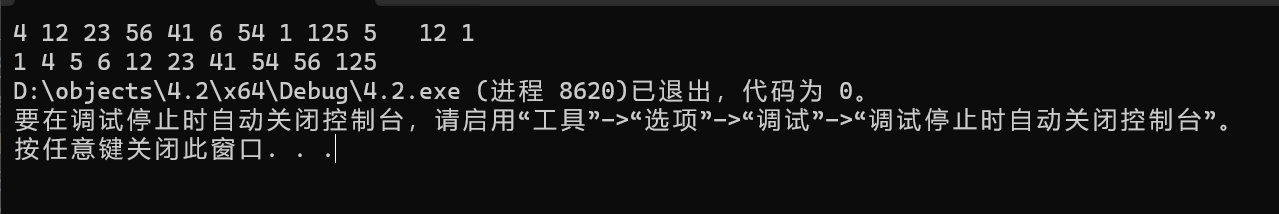 4 12 23 56 41 6 54 1 125 5   12 1
1 4 5 6 12 23 41 54 56 125
D:\objects\4.2\x64\Debug\4.2.exe (进程 8620)已退出，代码为 0。
要在调试停止时自动关闭控制台，请启用“工具”->“选项”->“调试”->“调试停止时自动关闭控制台”。
按任意键关闭此窗口. . .